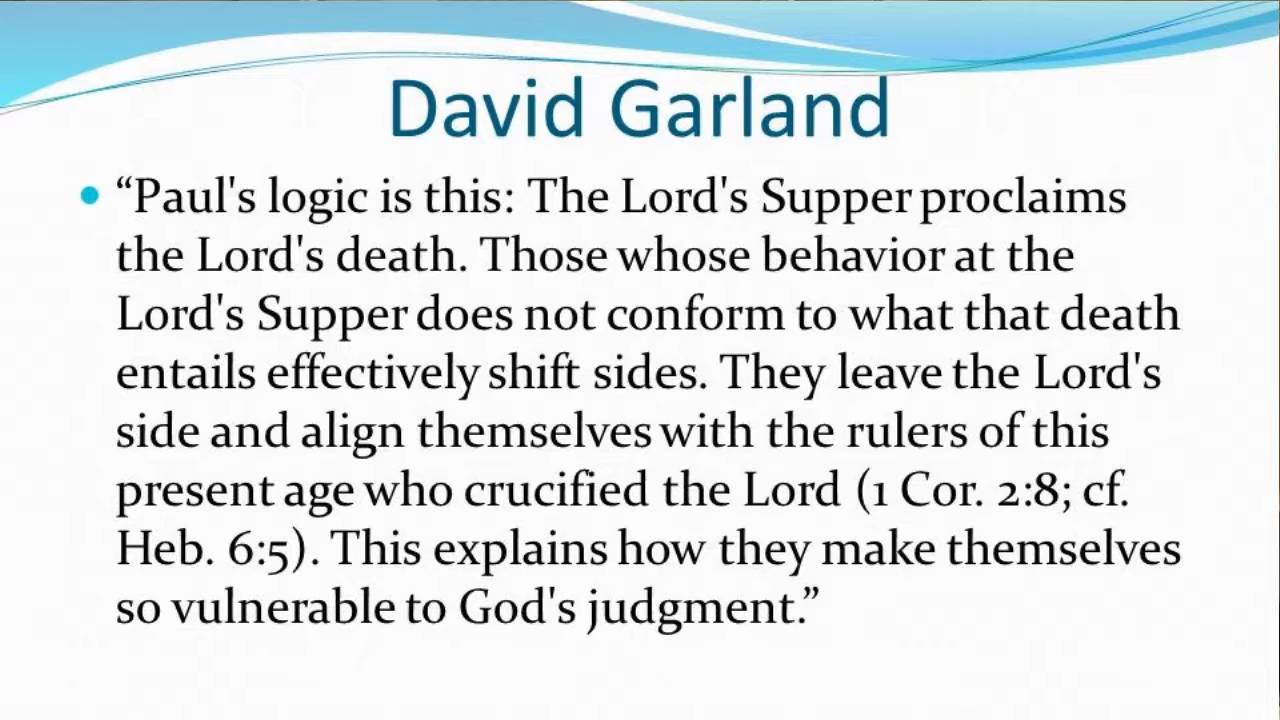 David Garland
• “Paul's logic is this: The Lord's Supper proclaims
the Lord's death. Those whose behavior at the
Lord's Supper does not conform to what that death
entails effectively shift sides. They leave the Lord's
side and align themselves with the rulers of this
present age who crucified the Lord (1 Cor. 2:8; cf.
Heb. 6:5). This explains how they make themselves
so vulnerable to God's judgment.”